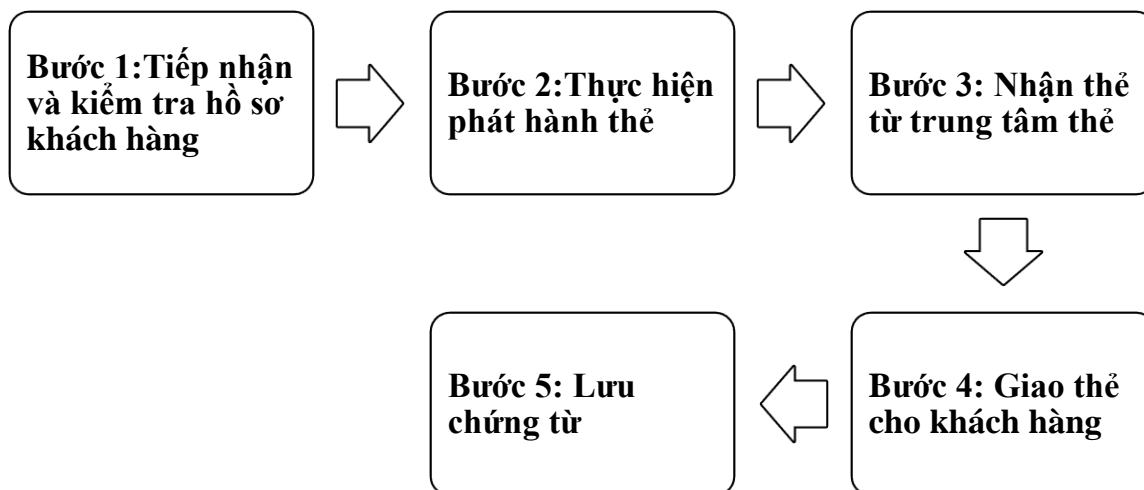 Bước 1:Tiếp nhận
và kiểm tra hồ sơ
khách hàng
Bước 2:Thực hiện
phát hành thẻ
Bước 3: Nhận thẻ
từ trung tâm thẻ
Bước 4: Giao thẻ
cho khách hàng
Bước 5: Lưu
chứng từ